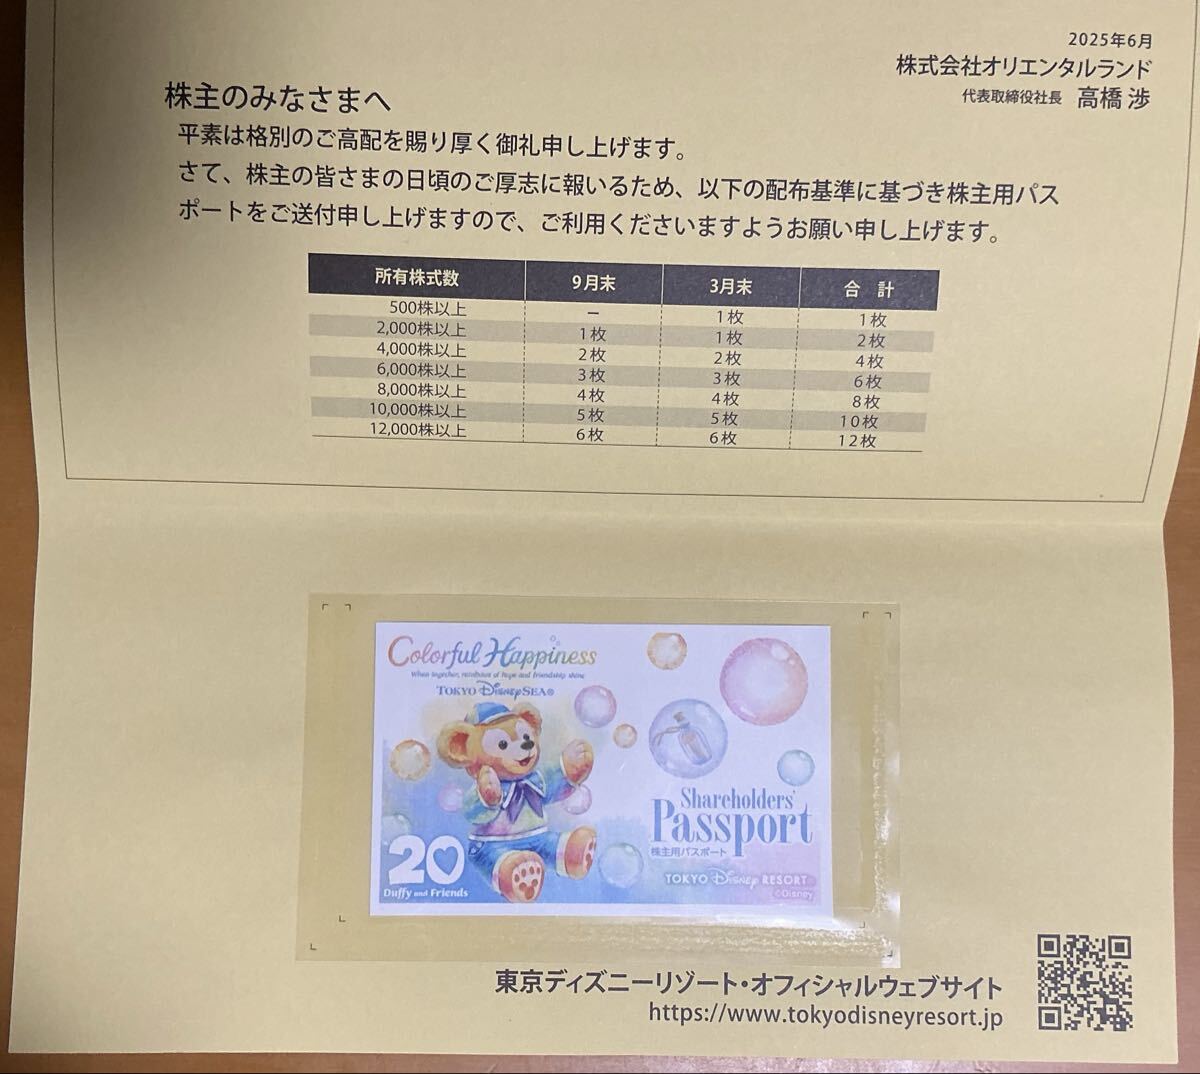 2025年6月
株式会社オリエンタルランド
代表取締役社長 高橋 渉
株主のみなさまへ
平素は格別のご高配を賜り厚く御礼申し上げます。
さて、株主の皆さまの日頃のご厚志に報いるため、以下の配布基準に基づき株主用パス
ポートをご送付申し上げますので、ご利用くださいますようお願い申し上げます。
所有株式数 9月末 3月末 合 計
500株以上 ー 1枚 1枚
2,000株以上 1枚 1枚 2枚
4,000株以上 2枚 2枚 4枚
6,000株以上 3枚 3枚 6枚
8,000株以上 4枚 4枚 8枚
10,000株以上 5枚 5枚 10枚
12,000株以上 6枚 6枚 12枚
Colorful Happiness
When together, rainbows of hope and friendship shine
TOKYO DisneySEA®
Shareholders'
Passport
株主用パスポート
20
Duffy and Friends
TOKYO Disney RESORT
©Disney
東京ディズニーリゾート・オフィシャルウェブサイト
https://www.tokyodisneyresort.jp